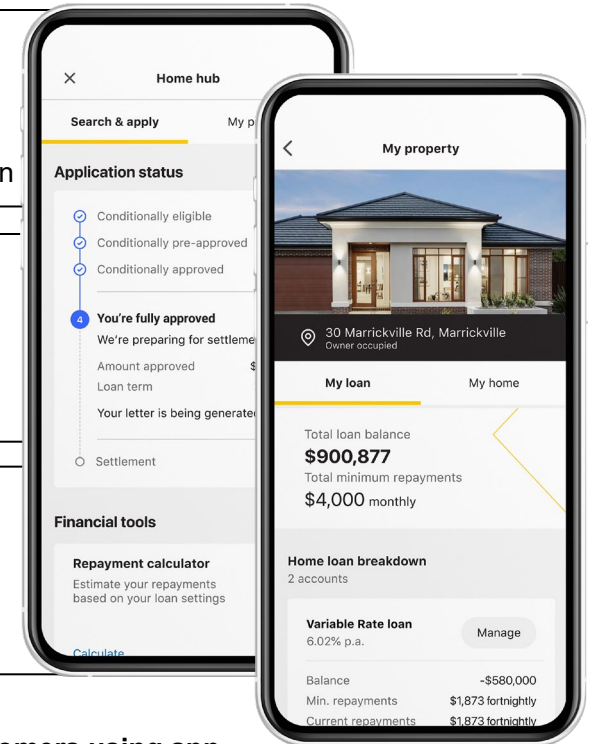 Home hub
Search & apply
Application status
Conditionally eligible
Conditionally pre-approved
Conditionally approved
4 You're fully approved
We're preparing for
Amount approved
Loan term
Your letter is being
Settlement
Financial tools
Repayment calculator
Estimate your repayments
based on your loan settings
Calculate
My property
30 Marrickville Rd, Marrickville
Owner occupied
My loan My home
Total loan balance
$900,877
Total minimum repayments
$4,000 monthly
Home loan breakdown
2 accounts
Variable Rate loan
6.02% p.a.
Manage
Balance -$580,000
Min. repayments $1,873 fortnightly
Current repayments $1,873 fortnightly
using app